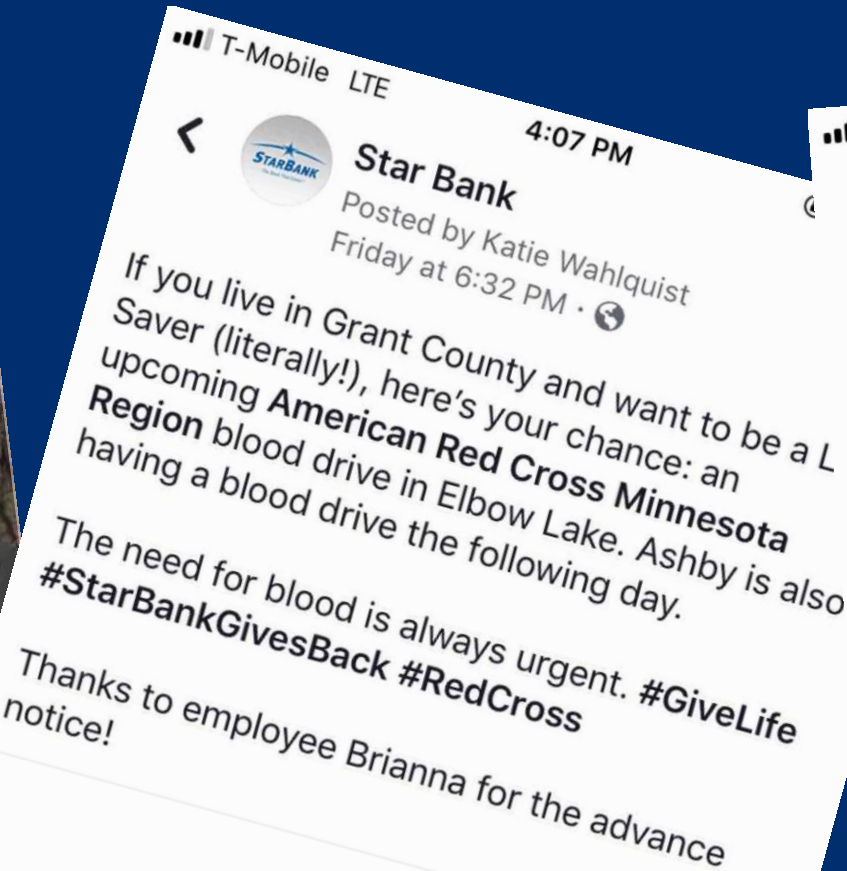 T-Mobile LTE
4:07 PM
STARBANK
Star Bank
Posted by Katie Wahlquist
Friday at 6:32 PM ·
If you live in Grant County and want to be a L
Saver (literally!), here's your chance: an
upcoming American Red Cross Minnesota
Region blood drive in Elbow Lake. Ashby is also
having a blood drive the following day.
The need for blood is always urgent. #GiveLife
#StarBankGivesBack #RedCross
Thanks to employee Brianna for the advance
notice!